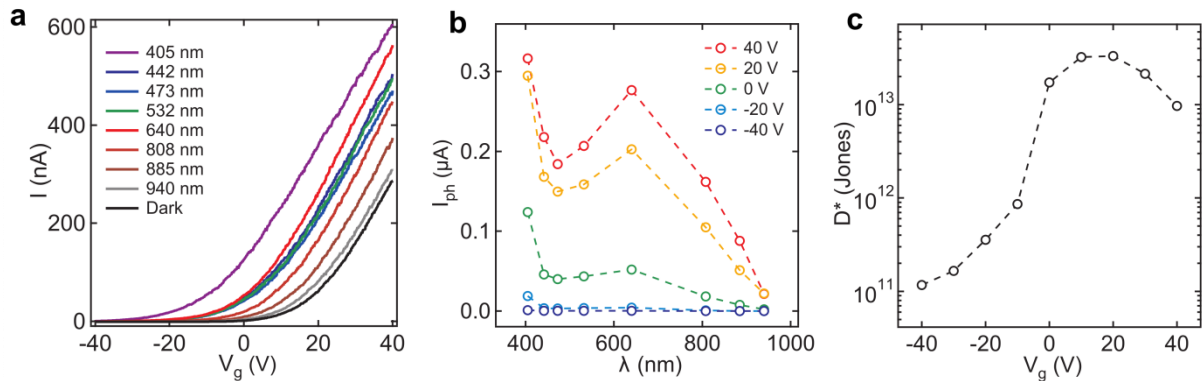 a
600
400
200
0
I (nA)
405 nm
442 nm
473 nm
532 nm
640 nm
808 nm
885 nm
940 nm
Dark
-40
-20
0
20
40
V_g (V)
b
0.3
0.2
0.1
0.0
I_ph (μA)
40 V
20 V
0 V
-20 V
-40 V
400
600
800
1000
λ (nm)
c
10^13
10^12
10^11
D* (Jones)
-40
-20
0
20
40
V_g (V)